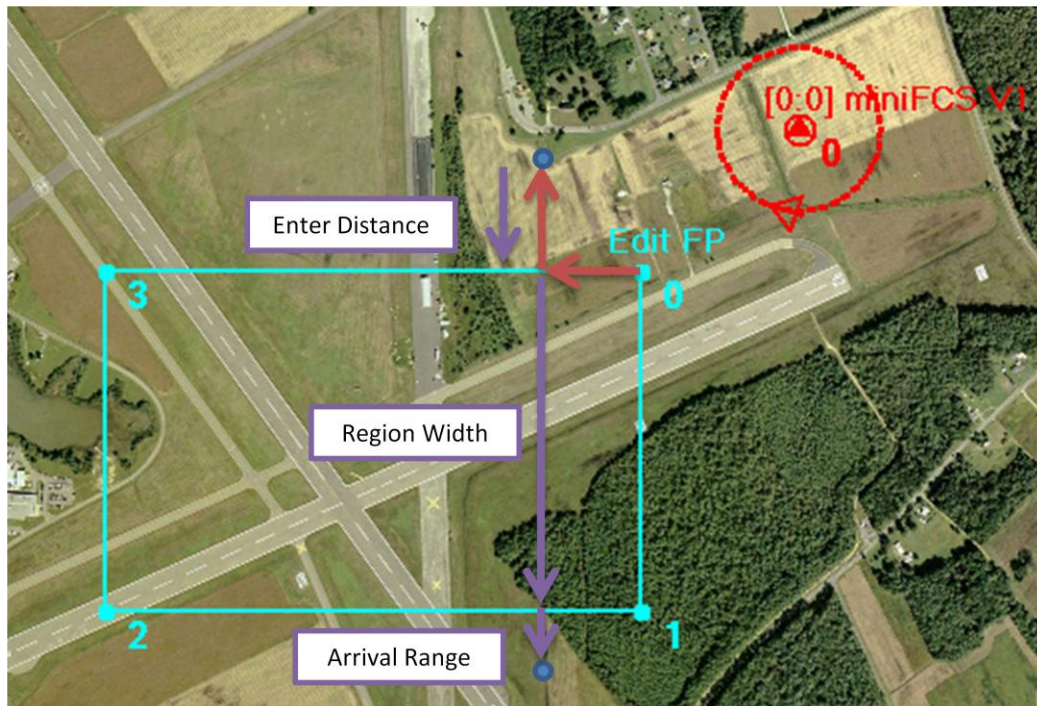 [0:0] miniFCS V1
0
Enter Distance
Edit FP
3
0
Region Width
2
1
Arrival Range